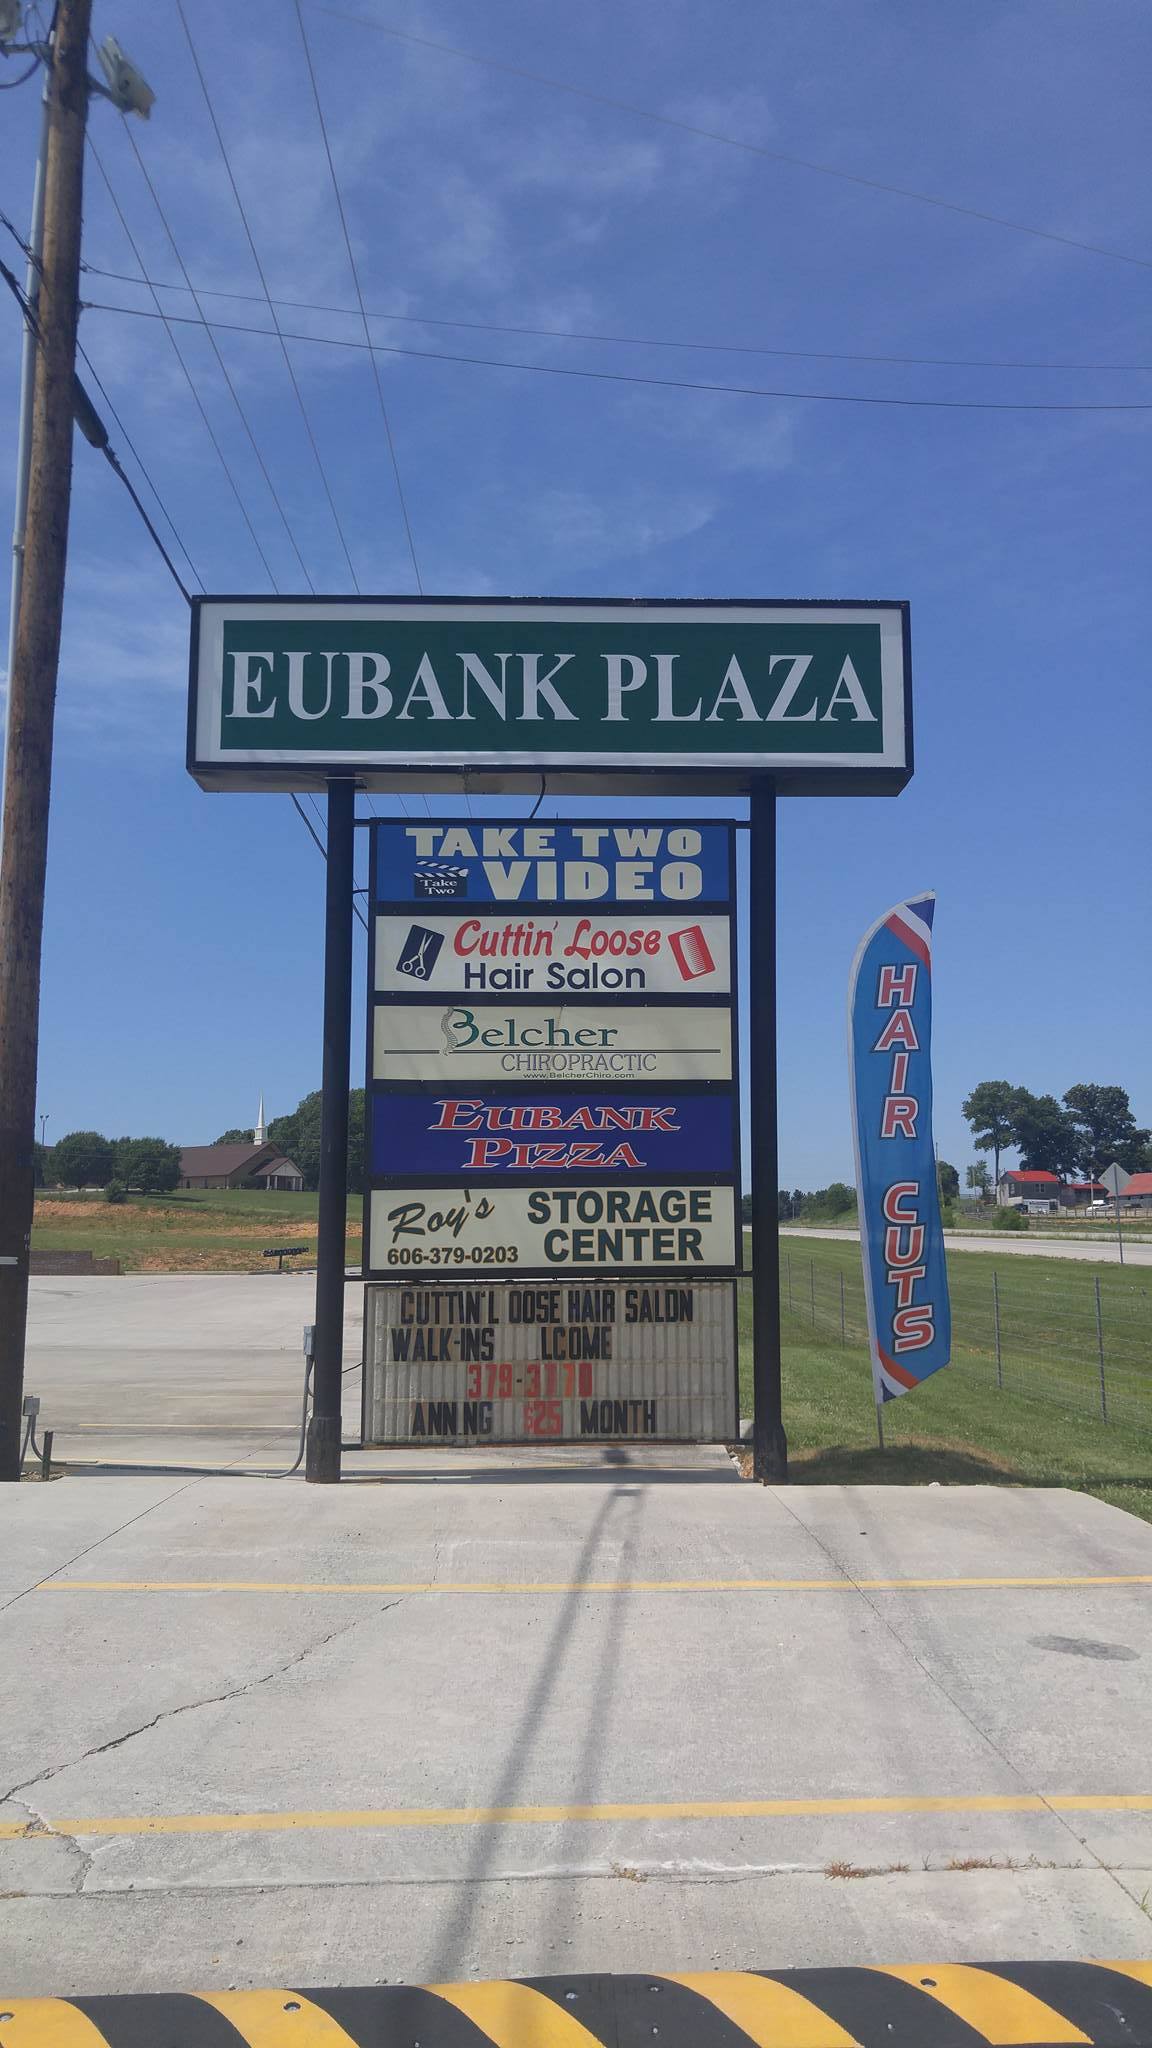 EUBANK PLAZA
TAKE TWO
VIDEO
Take
Two
Cuttin' Loose
Hair Salon
Belcher
CHIROPRACTIC
www.BelcherChiro.com
EUBANK
PIZZA
Roy's
606-379-0203
STORAGE
CENTER
CUTTIN'L OOSE HAIR SALON
WALK-INS LCOME
379-3770
ANN NG $25 MONTH
HAIR CUTS